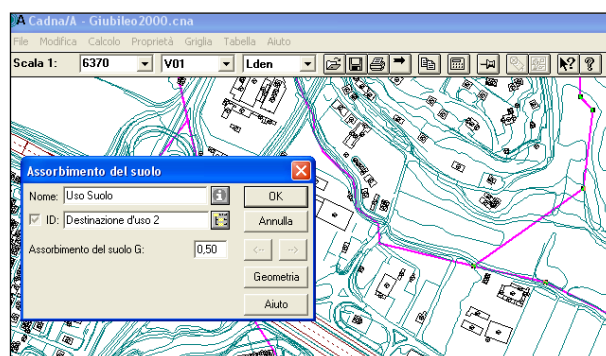 Cadna/A - Giubileo2000.cna
File Modifica Calcolo Proprietà Griglia Tabella Aiuto
Scala 1: 6370 V01 Lden
Assorbimento del suolo
Nome: Uso Suolo OK
ID: Destinazione d'uso 2 Annulla
Assorbimento del suolo G: 0,50 <-- -->
Geometria
Aiuto